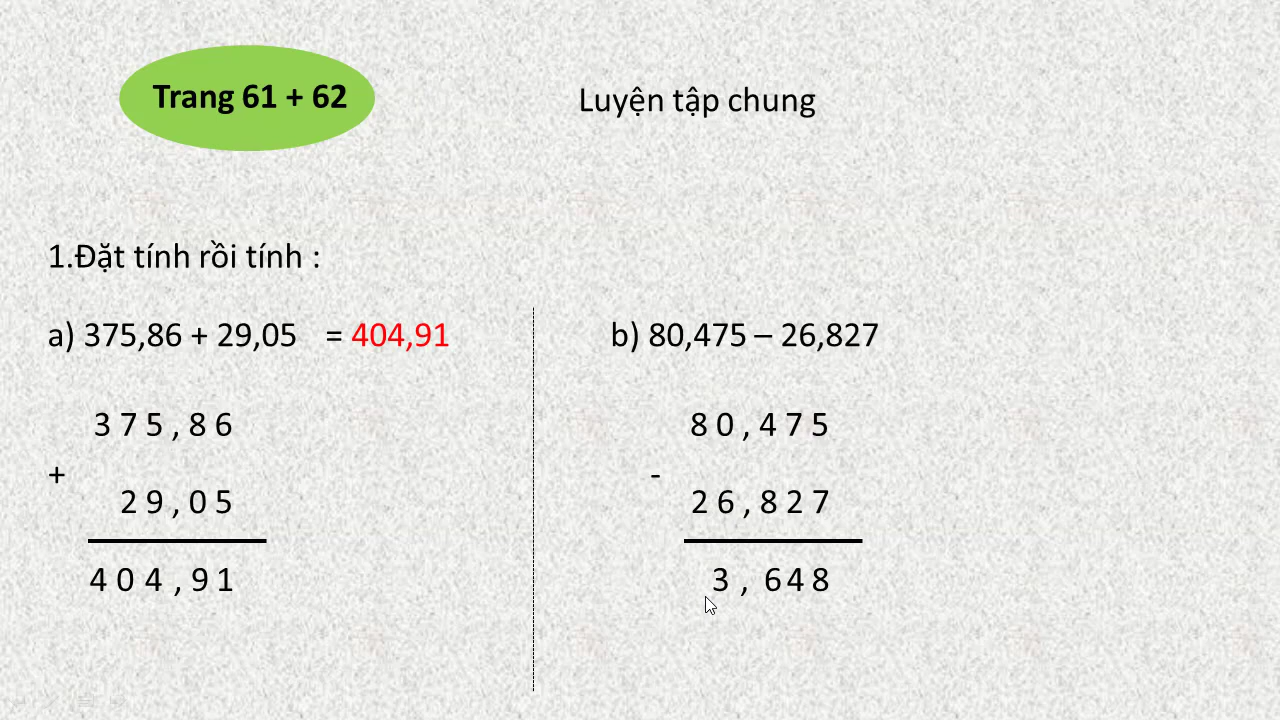 Trang 61 + 62
Luyện tập chung
1.Đặt tính rồi tính :
a) 375,86 + 29,05 = 404,91
3 7 5 , 8 6
+
2 9 , 0 5
4 0 4 , 9 1
b) 80,475 – 26,827
8 0 , 4 7 5
-
2 6 , 8 2 7
3 , 6 4 8